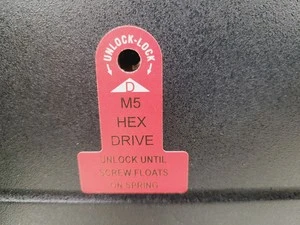 UNLOCK-LOCK
D
M5
HEX
DRIVE
UNLOCK UNTIL
SCREW FLOATS
ON SPRING